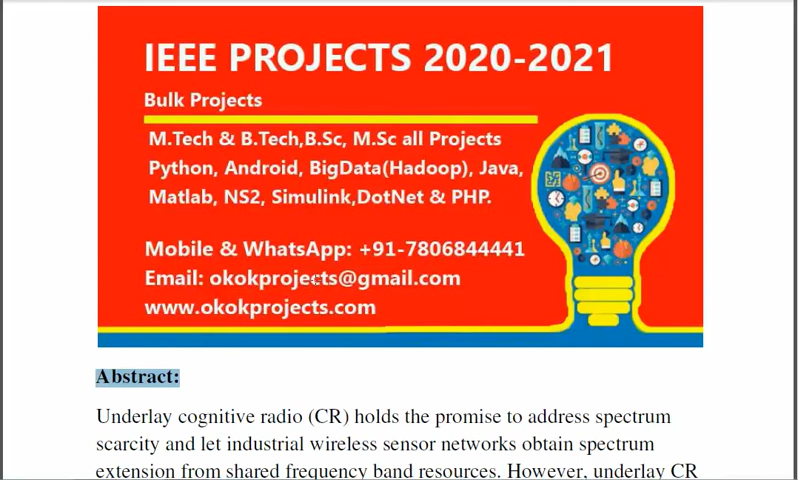 IEEE PROJECTS 2020-2021
Bulk Projects
M.Tech & B.Tech,B.Sc, M.Sc all Projects
Python, Android, BigData(Hadoop), Java,
Matlab, NS2, Simulink,DotNet & PHP.
Mobile & WhatsApp: +91-7806844441
Email: okokprojects@gmail.com
www.okokprojects.com
Abstract:
Underlay cognitive radio (CR) holds the promise to address spectrum
scarcity and let industrial wireless sensor networks obtain spectrum
extension from shared frequency band resources. However, underlay CR